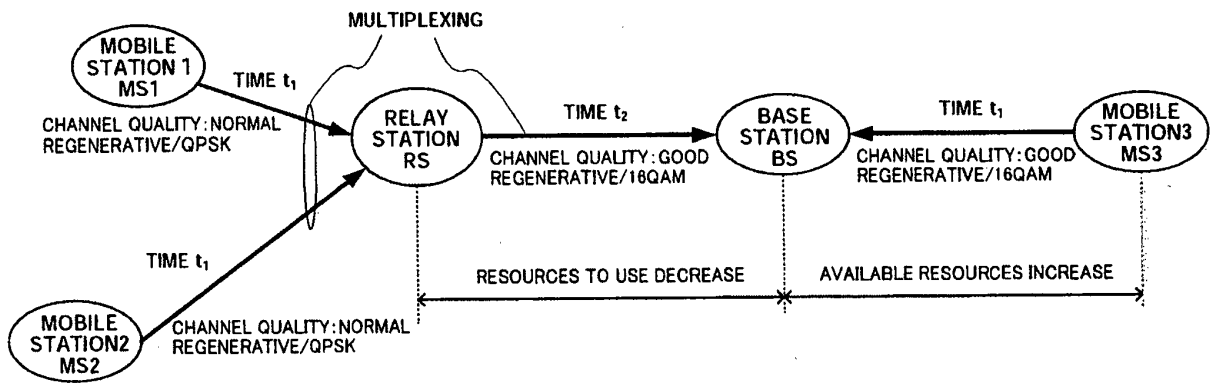 MULTIPLEXING
MOBILE
STATION 1
MS1
TIME t₁
CHANNEL QUALITY:NORMAL
REGENERATIVE/QPSK
RELAY
STATION
RS
TIME t₂
CHANNEL QUALITY:GOOD
REGENERATIVE/16QAM
BASE
STATION
BS
TIME t₁
CHANNEL QUALITY:GOOD
REGENERATIVE/16QAM
MOBILE
STATION3
MS3
TIME t₁
RESOURCES TO USE DECREASE
AVAILABLE RESOURCES INCREASE
MOBILE
STATION2
MS2
CHANNEL QUALITY:NORMAL
REGENERATIVE/QPSK